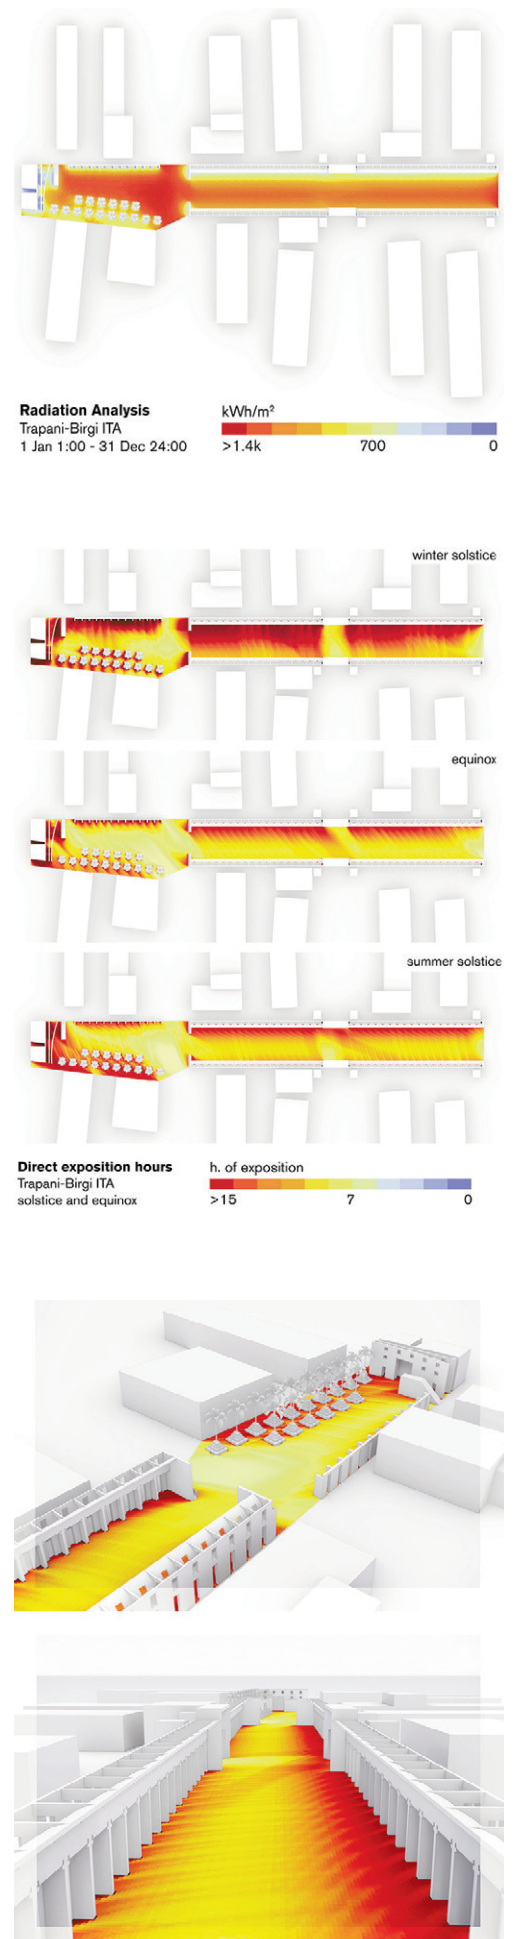 Radiation Analysis
Trapani-Birgi ITA
1 Jan 1:00 - 31 Dec 24:00
kWh/m²
>1.4k 700 0
winter solstice
equinox
summer solstice
Direct exposition hours
Trapani-Birgi ITA
solstice and equinox
h. of exposition
>15 7 0